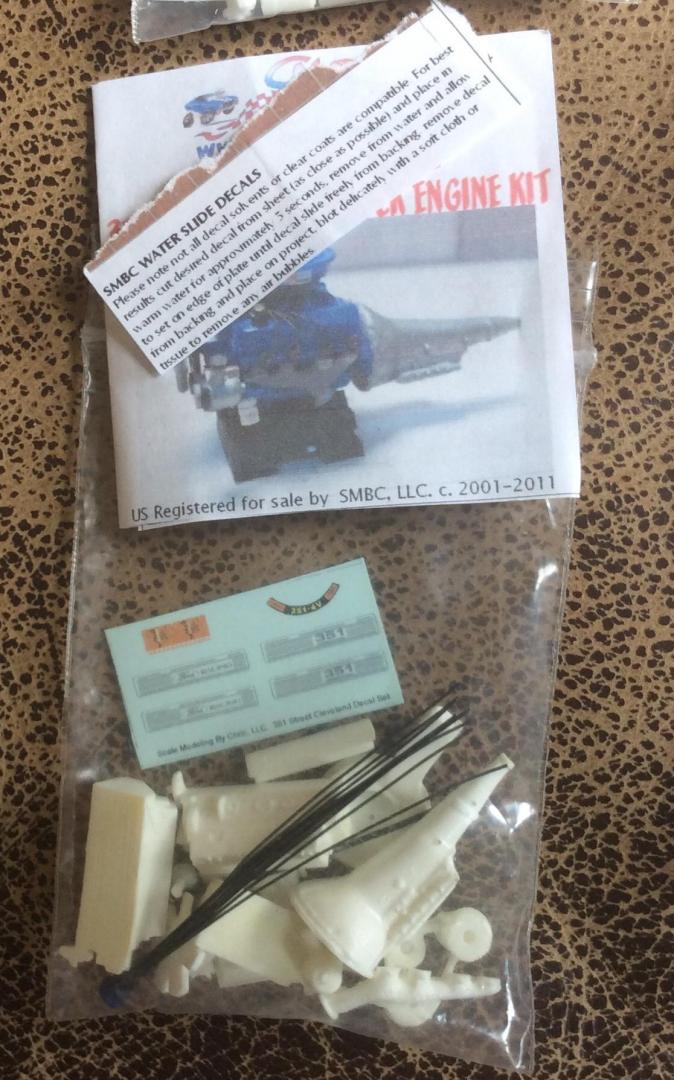 WH
ENGINE KIT
SMBC WATER SLIDE DECALS
Please note not all decal solvents or clear coats are compatible. For best
results cut desired decal from sheet (as close as possible) and place in
warm water for approximately 5 seconds, remove from water and allow
to set on edge of plate until decal slide freely from backing. remove decal
from backing and place on project, blot delicately with a soft cloth or
tissue to remove any air bubbles
US Registered for sale by SMBC, LLC. c. 2001-2011
351-4V
351
351
Scale Modeling By Chris, LLC. 351 Street Cleveland Decal Set